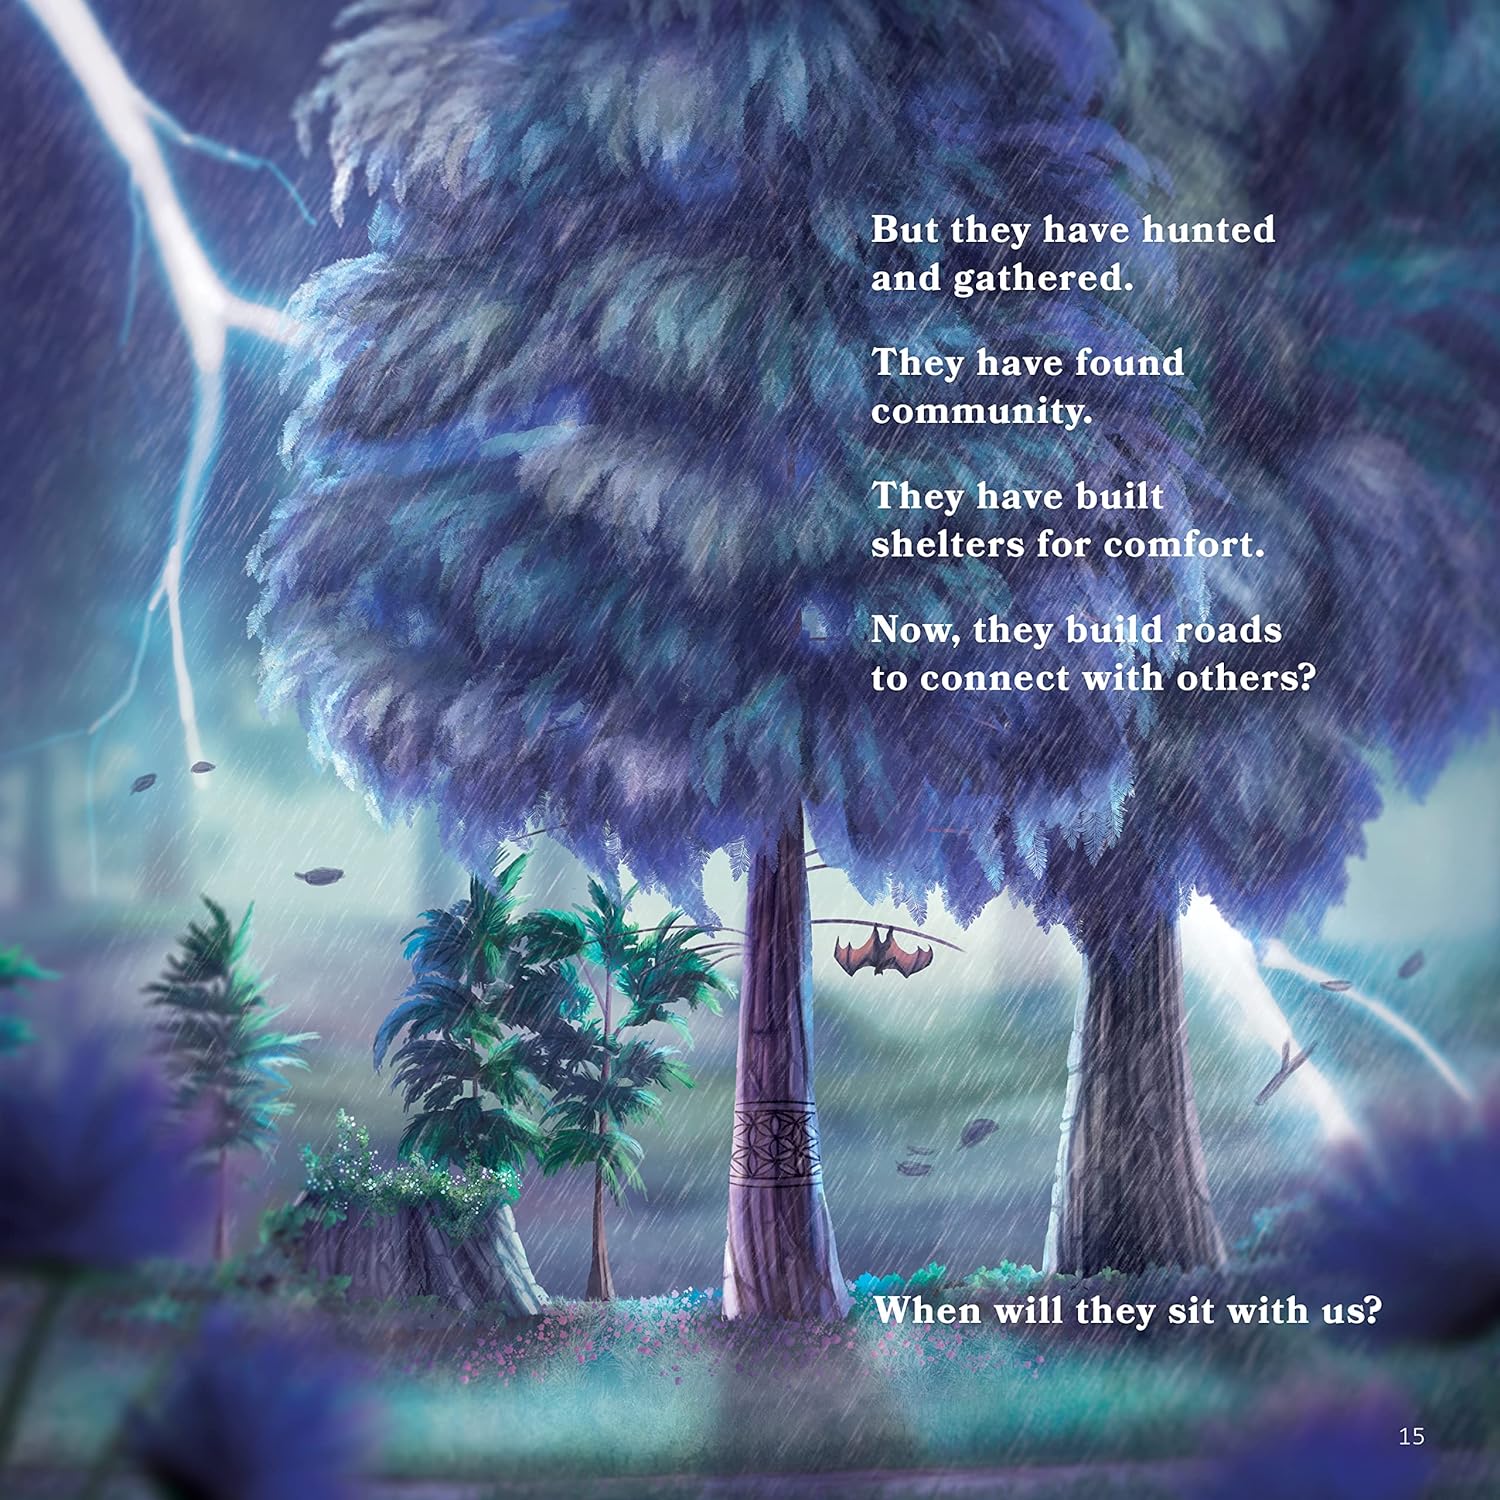 But they have hunted
and gathered.
They have found
community.
They have built
shelters for comfort.
Now, they build roads
to connect with others?
When will they sit with us?
15